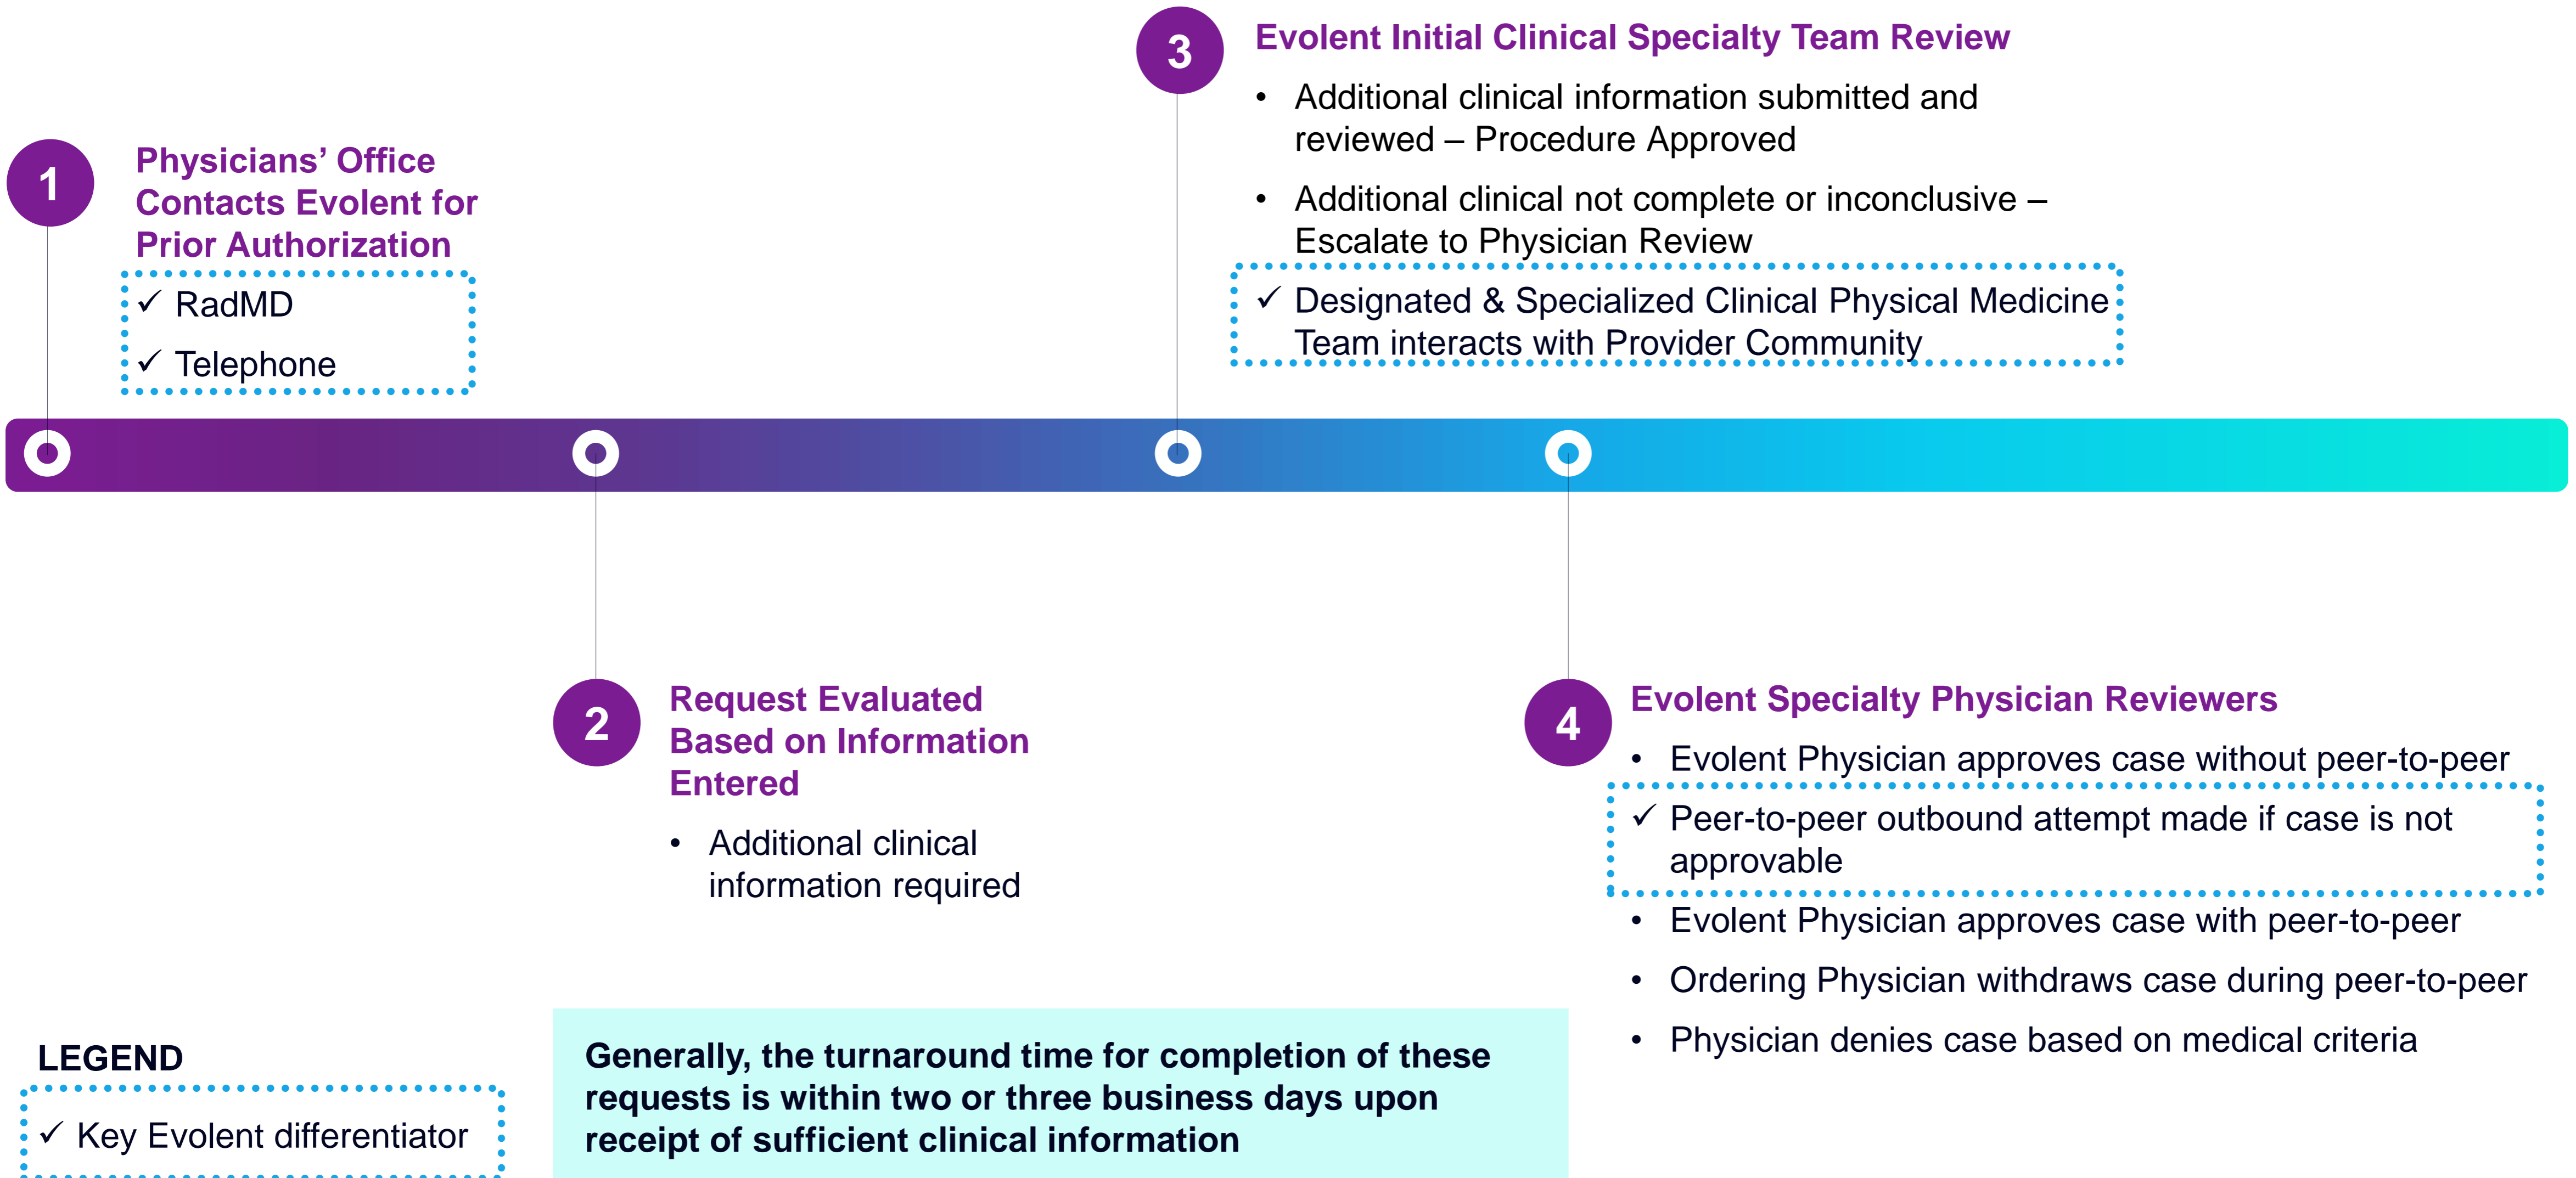 1
Physicians’ Office
Contacts Evolent for
Prior Authorization
✓ RadMD
✓ Telephone
2
Request Evaluated
Based on Information
Entered
• Additional clinical
information required
3
Evolent Initial Clinical Specialty Team Review
• Additional clinical information submitted and
reviewed – Procedure Approved
• Additional clinical not complete or inconclusive –
Escalate to Physician Review
✓ Designated & Specialized Clinical Physical Medicine
Team interacts with Provider Community
4
Evolent Specialty Physician Reviewers
• Evolent Physician approves case without peer-to-peer
✓ Peer-to-peer outbound attempt made if case is not
approvable
• Evolent Physician approves case with peer-to-peer
• Ordering Physician withdraws case during peer-to-peer
• Physician denies case based on medical criteria
LEGEND
✓ Key Evolent differentiator
Generally, the turnaround time for completion of these
requests is within two or three business days upon
receipt of sufficient clinical information